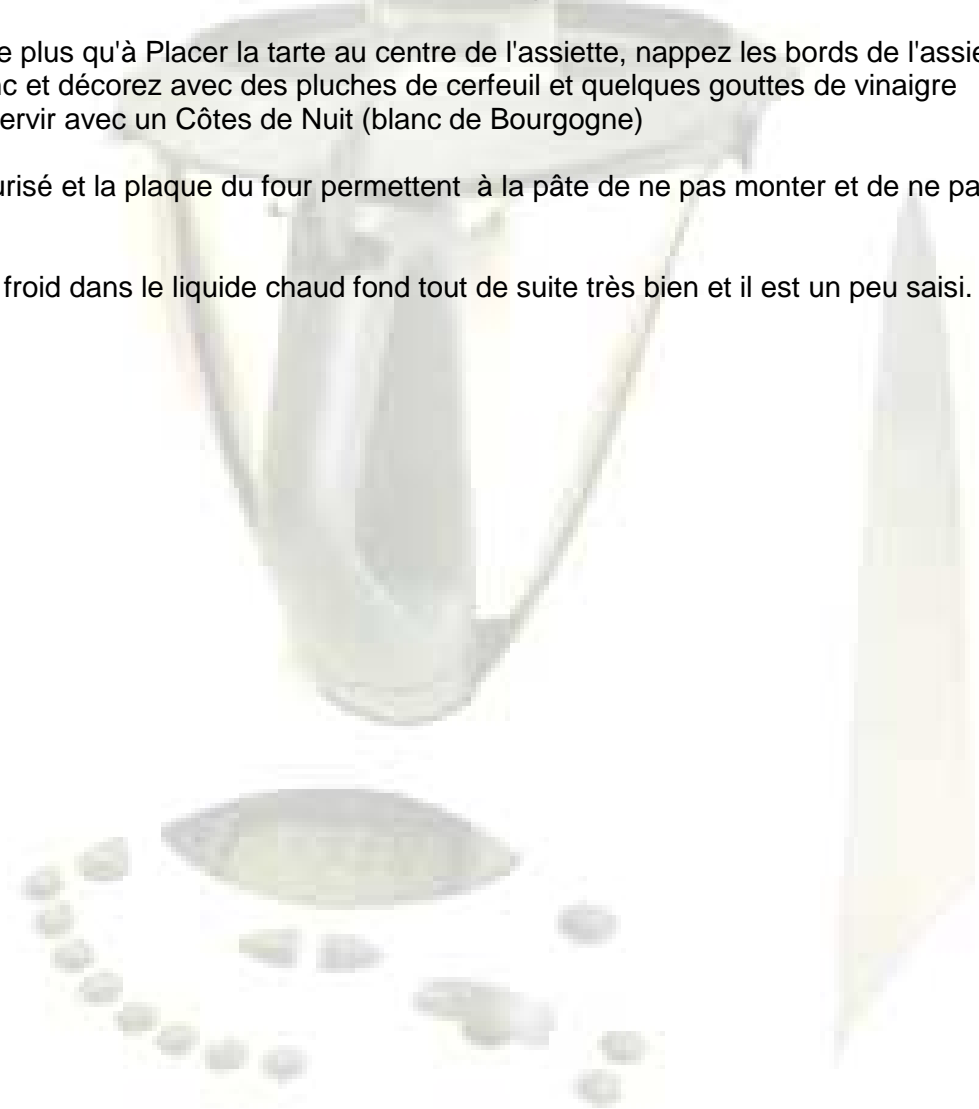 e plus qu'à Placer la tarte au centre de l'assiette, nappez les bords de l'assie
nc et décorez avec des pluches de cerfeuil et quelques gouttes de vinaigre
ervir avec un Côtes de Nuit (blanc de Bourgogne)
urisé et la plaque du four permettent  à la pâte de ne pas monter et de ne pa
froid dans le liquide chaud fond tout de suite très bien et il est un peu saisi.